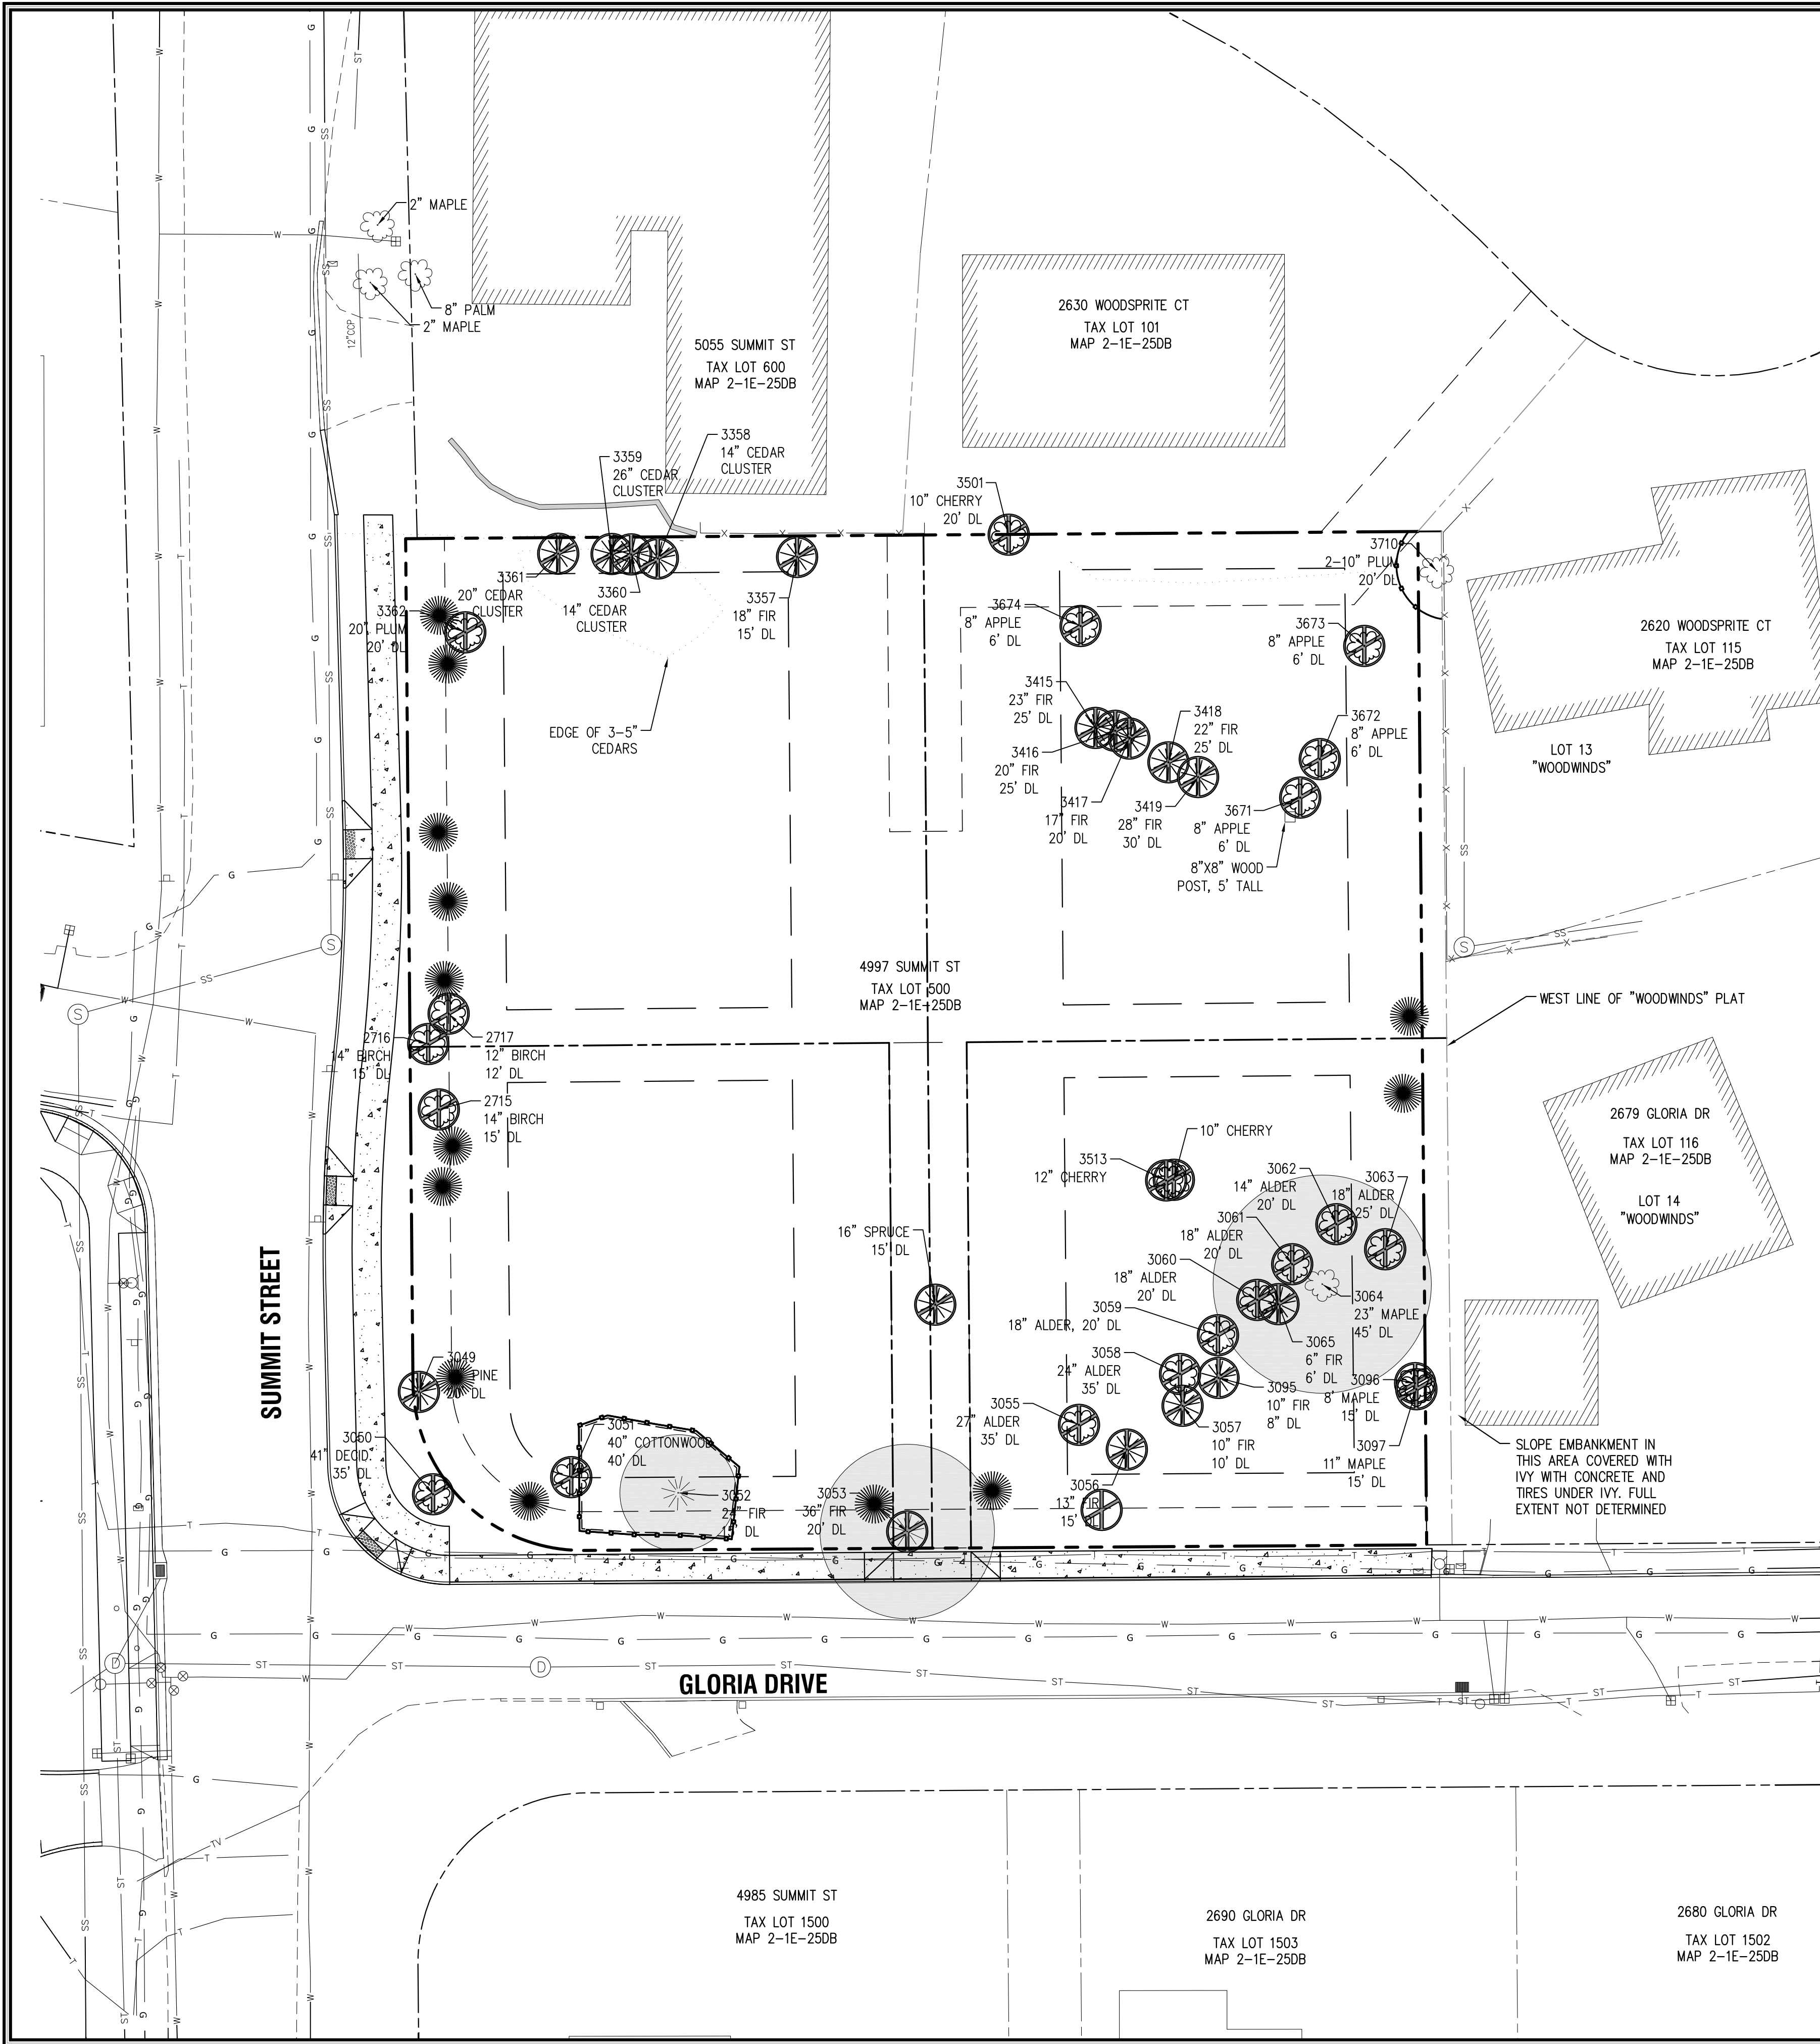 2" MAPLE
8" PALM
2" MAPLE
12"CCP
5055 SUMMIT ST
TAX LOT 600
MAP 2-1E-25DB
2630 WOODSPRITE CT
TAX LOT 101
MAP 2-1E-25DB
3358
14" CEDAR
CLUSTER
3359
26" CEDAR
CLUSTER
3501
10" CHERRY
20' DL
3710
2-10" PLUM
20' DL
3361
20" CEDAR
CLUSTER
3360
14" CEDAR
CLUSTER
3357
18" FIR
15' DL
3362
20" PLUM
20' DL
3674
8" APPLE
6' DL
3673
8" APPLE
6' DL
2620 WOODSPRITE CT
TAX LOT 115
MAP 2-1E-25DB
LOT 13
"WOODWINDS"
EDGE OF 3-5"
CEDARS
3415
23" FIR
25' DL
3416
20" FIR
25' DL
3417
17" FIR
20' DL
3418
22" FIR
25' DL
3419
28" FIR
30' DL
3672
8" APPLE
6' DL
3671
8" APPLE
6' DL
8"X8" WOOD
POST, 5' TALL
4997 SUMMIT ST
TAX LOT 500
MAP 2-1E-25DB
WEST LINE OF "WOODWINDS" PLAT
2716
14" BIRCH
15' DL
2717
12" BIRCH
12' DL
2715
14" BIRCH
15' DL
2679 GLORIA DR
TAX LOT 116
MAP 2-1E-25DB
LOT 14
"WOODWINDS"
10" CHERRY
3513
12" CHERRY
3062
14" ALDER
20' DL
3063
18" ALDER
25' DL
3061
18" ALDER
20' DL
3060
18" ALDER
20' DL
16" SPRUCE
15' DL
3059
18" ALDER, 20' DL
3064
23" MAPLE
45' DL
3065
6" FIR
6' DL
3058
24" ALDER
35' DL
3095
10" FIR
8" DL
3096
8' MAPLE
15' DL
3055
27" ALDER
35' DL
3057
10" FIR
10' DL
3097
11" MAPLE
15' DL
3056
13" FIR
15' DL
SUMMIT STREET
3049
PINE
20' DL
3050
41" DECID.
35' DL
3051
40" COTTONWOOD
40' DL
3052
24" FIR
DL
3053
36" FIR
20' DL
SLOPE EMBANKMENT IN
THIS AREA COVERED WITH
IVY WITH CONCRETE AND
TIRES UNDER IVY. FULL
EXTENT NOT DETERMINED
GLORIA DRIVE
4985 SUMMIT ST
TAX LOT 1500
MAP 2-1E-25DB
2690 GLORIA DR
TAX LOT 1503
MAP 2-1E-25DB
2680 GLORIA DR
TAX LOT 1502
MAP 2-1E-25DB